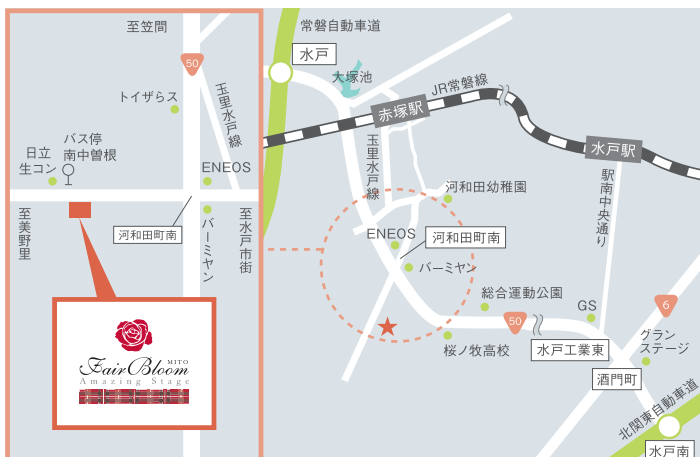 至笠間
50
トイザらス
玉里水戸線
バス停
南中曽根
日立
生コン
ENEOS
至美野里
河和田町南
バーミヤン
至水戸市街
MITO
Fair Bloom
Amazing Stage
常磐自動車道
水戸
大塚池
JR常磐線
赤塚駅
水戸駅
玉里水戸線
河和田幼稚園
駅南中央通り
ENEOS
河和田町南
バーミヤン
総合運動公園
GS
6
50
桜ノ牧高校
水戸工業東
グラン
ステージ
酒門町
北関東自動車道
水戸南